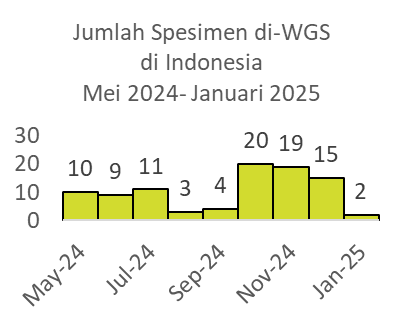 Jumlah Spesimen di-WGS
di Indonesia
Mei 2024- Januari 2025
30
20
10
0
10 9 11 3 4 20 19 15 2
May-24 Jul-24 Sep-24 Nov-24 Jan-25